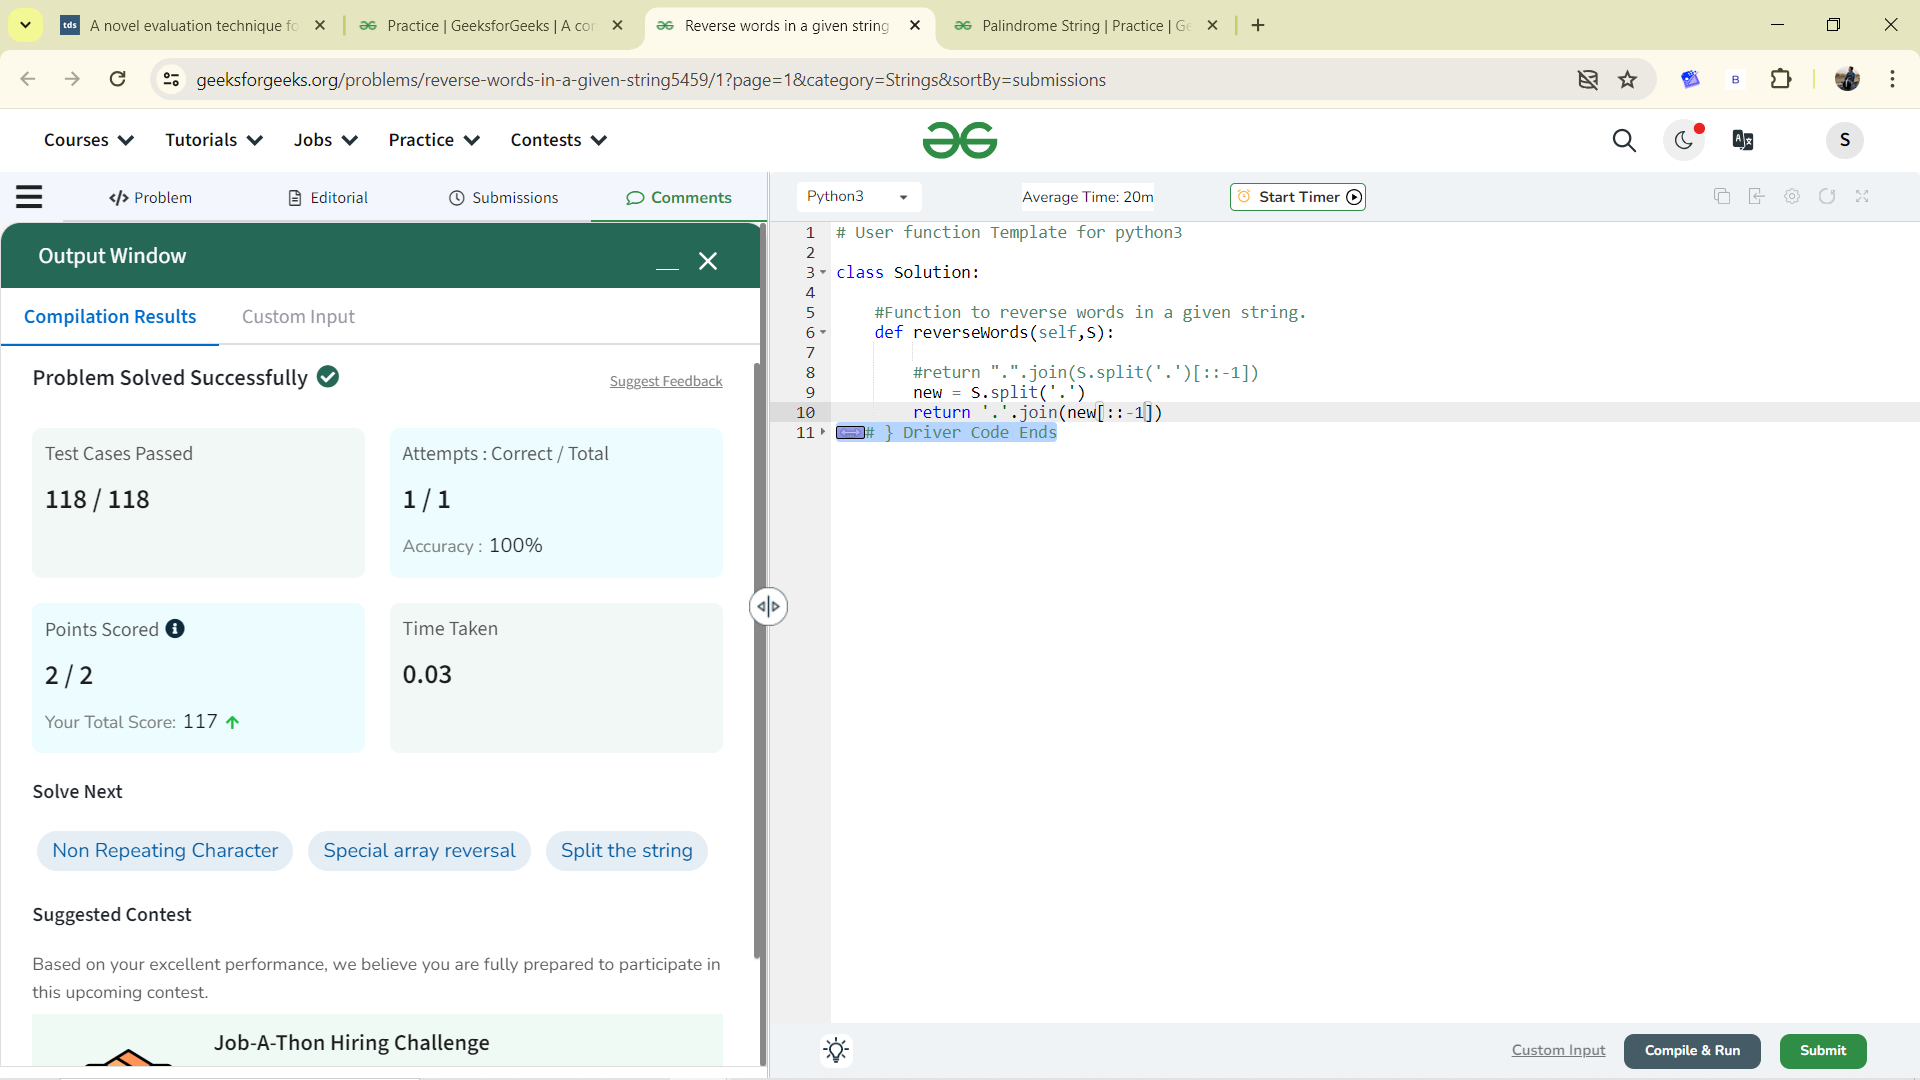 tds A novel evaluation technique fo
Practice | GeeksforGeeks | A con
Reverse words in a given string
Palindrome String | Practice | Ge
geeksforgeeks.org/problems/reverse-words-in-a-given-string5459/1?page=1&category=Strings&sortBy=submissions
B
Courses Tutorials Jobs Practice Contests
S
Problem Editorial Submissions Comments
Output Window
Compilation Results Custom Input
Problem Solved Successfully
Suggest Feedback
Test Cases Passed
118 / 118
Attempts : Correct / Total
1 / 1
Accuracy : 100%
Points Scored
2 / 2
Your Total Score: 117
Time Taken
0.03
Solve Next
Non Repeating Character Special array reversal Split the string
Suggested Contest
Based on your excellent performance, we believe you are fully prepared to participate in
this upcoming contest.
Job-A-Thon Hiring Challenge
Python3 Average Time: 20m Start Timer
1 # User function Template for python3
2
3 class Solution:
4
5 #Function to reverse words in a given string.
6 def reverseWords(self,S):
7
8 #return ".".join(S.split('.')[::-1])
9 new = S.split('.')
10 return '.'.join(new[::-1])
11 # } Driver Code Ends
Custom Input Compile & Run Submit